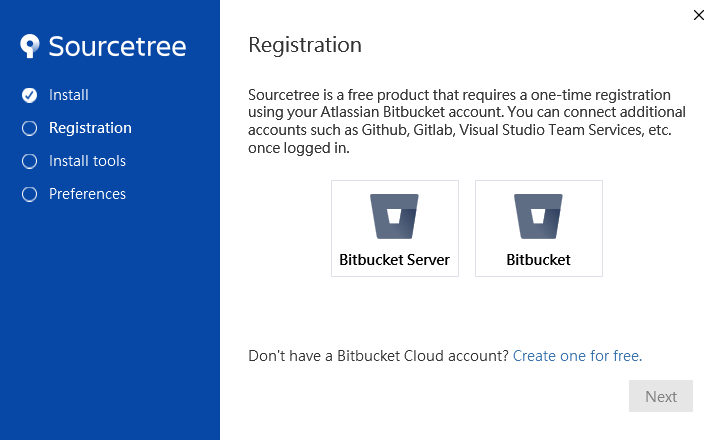 Sourcetree
Install
Registration
Install tools
Preferences
Registration
Sourcetree is a free product that requires a one-time registration
using your Atlassian Bitbucket account. You can connect additional
accounts such as Github, Gitlab, Visual Studio Team Services, etc.
once logged in.
Bitbucket Server
Bitbucket
Don't have a Bitbucket Cloud account? Create one for free.
Next